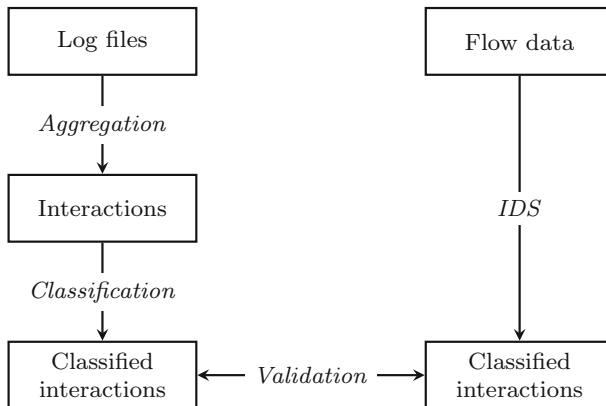 Log files
Flow data
Aggregation
Interactions
IDS
Classification
Classified
interactions
Validation
Classified
interactions